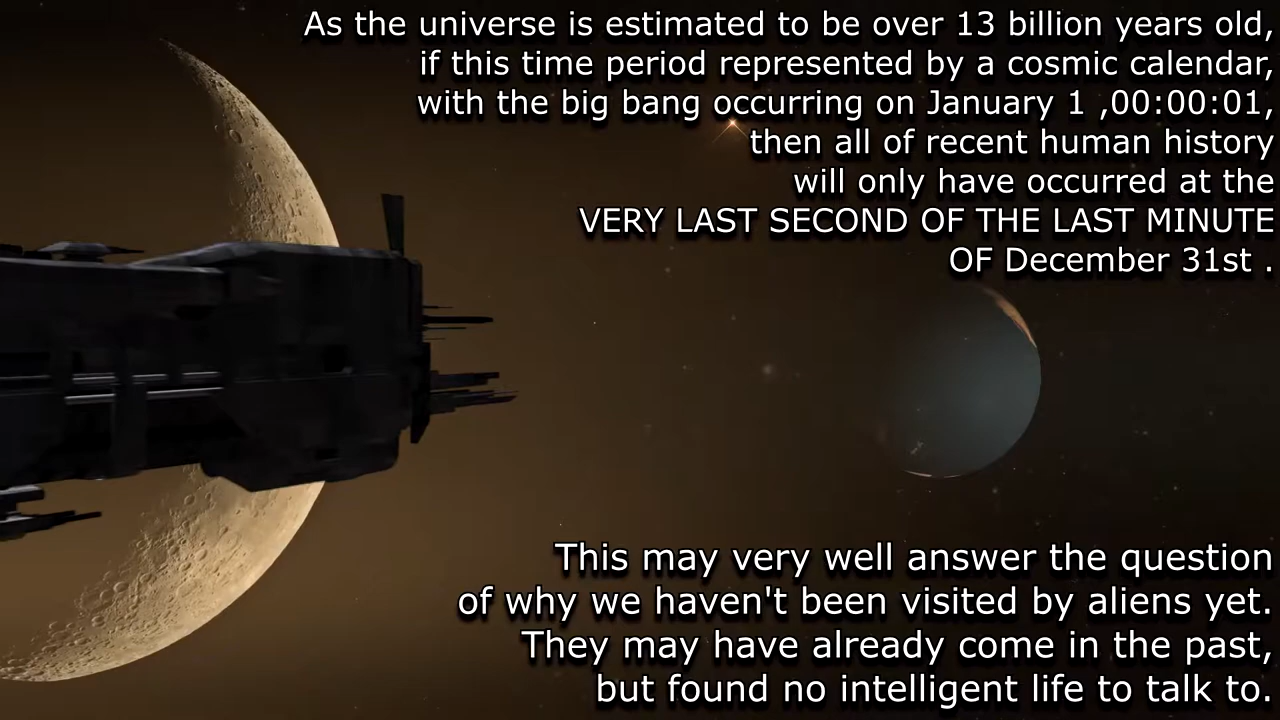 As the universe is estimated to be over 13 billion years old,
if this time period represented by a cosmic calendar,
with the big bang occurring on January 1 ,00:00:01,
then all of recent human history
will only have occurred at the
VERY LAST SECOND OF THE LAST MINUTE
OF December 31st .
This may very well answer the question
of why we haven't been visited by aliens yet.
They may have already come in the past,
but found no intelligent life to talk to.